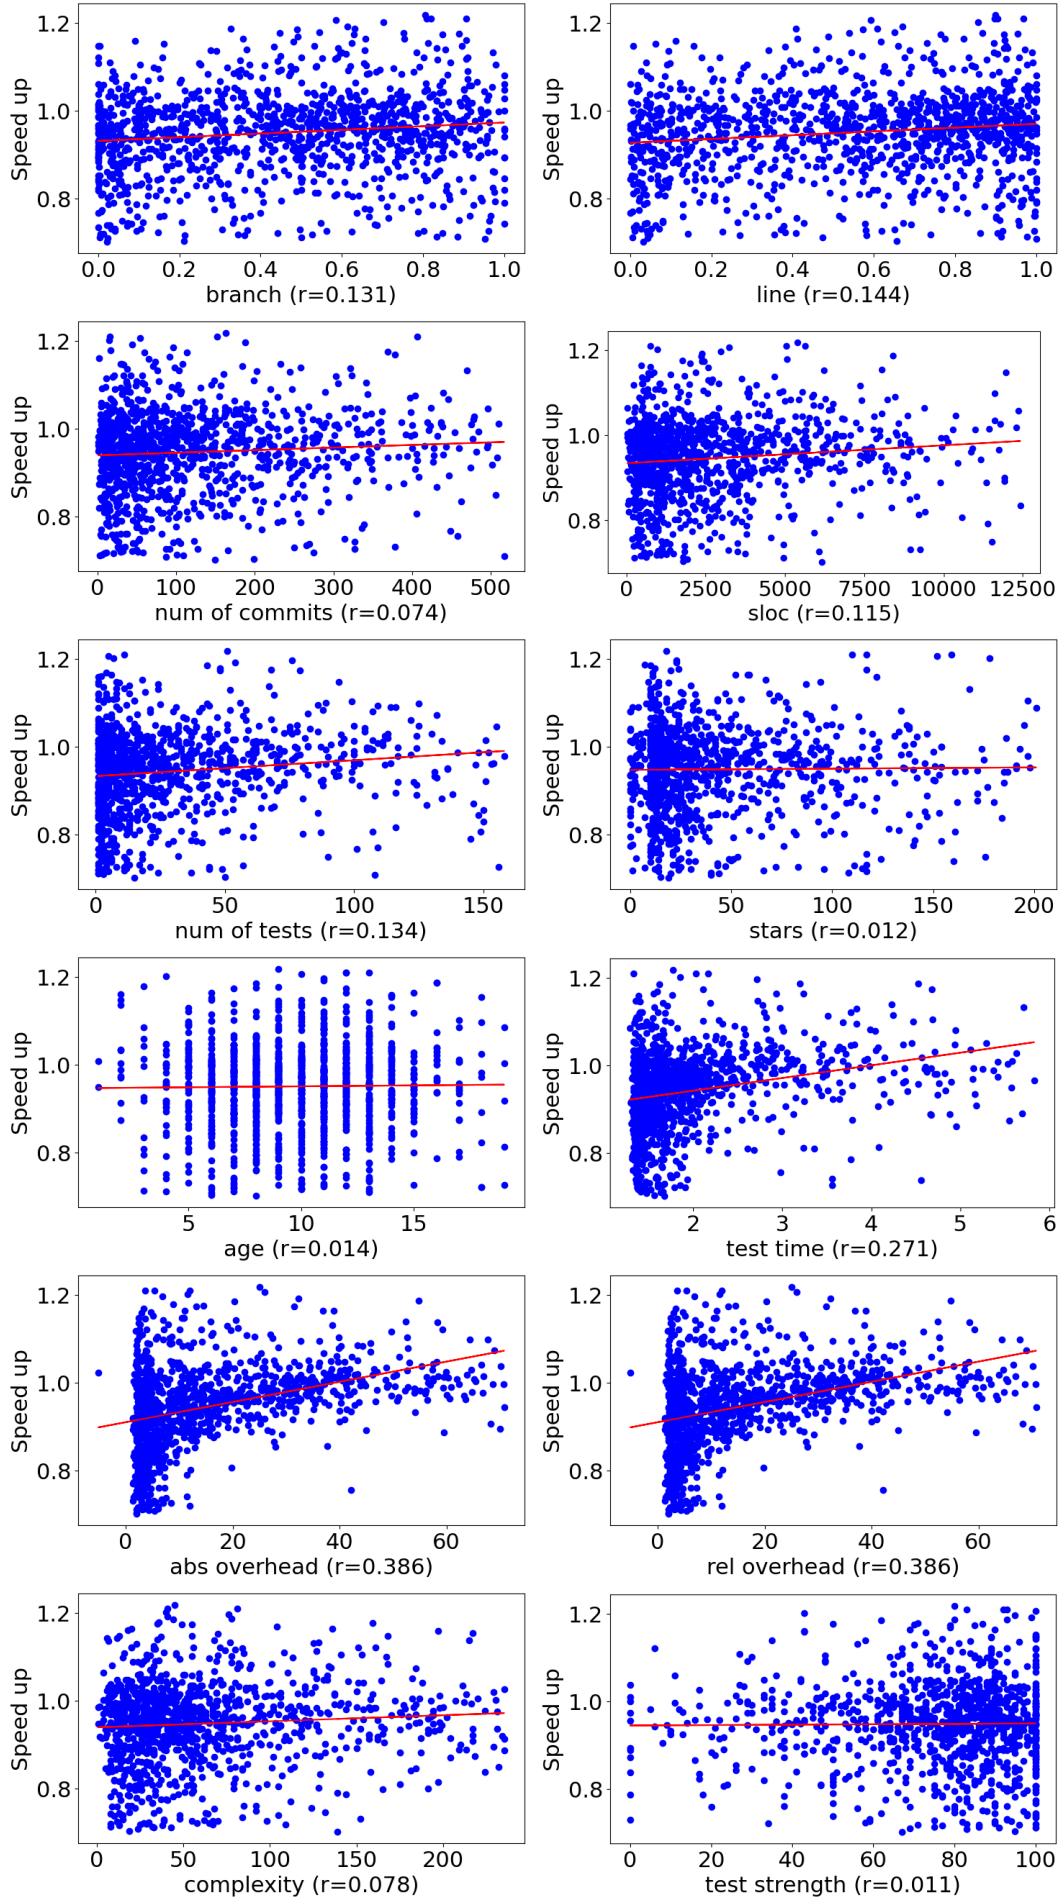 1.2
1.0
0.8
Speed up
0.0 0.2 0.4 0.6 0.8 1.0
branch (r=0.131)
1.2
1.0
0.8
Speed up
0.0 0.2 0.4 0.6 0.8 1.0
line (r=0.144)
1.2
1.0
0.8
Speed up
0 100 200 300 400 500
num of commits (r=0.074)
1.2
1.0
0.8
Speed up
0 2500 5000 7500 10000 12500
sloc (r=0.115)
1.2
1.0
0.8
Speed up
0 50 100 150
num of tests (r=0.134)
1.2
1.0
0.8
Speed up
0 50 100 150 200
stars (r=0.012)
1.2
1.0
0.8
Speed up
5 10 15
age (r=0.014)
1.2
1.0
0.8
Speed up
2 3 4 5 6
test time (r=0.271)
1.2
1.0
0.8
Speed up
0 20 40 60
abs overhead (r=0.386)
1.2
1.0
0.8
Speed up
0 20 40 60
rel overhead (r=0.386)
1.2
1.0
0.8
Speed up
0 50 100 150 200
complexity (r=0.078)
1.2
1.0
0.8
Speed up
0 20 40 60 80 100
test strength (r=0.011)